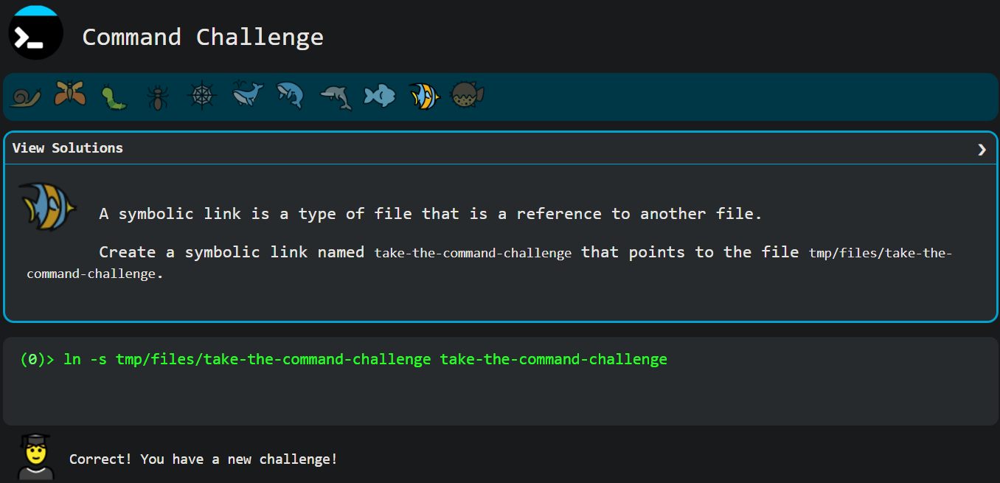 Command Challenge
View Solutions
A symbolic link is a type of file that is a reference to another file.
Create a symbolic link named take-the-command-challenge that points to the file tmp/files/take-the-
command-challenge.
(0)> ln -s tmp/files/take-the-command-challenge take-the-command-challenge
Correct! You have a new challenge!